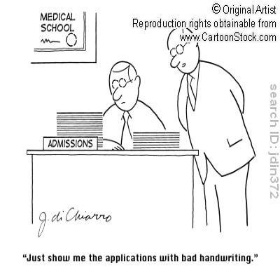 © Original Artist
Reproduction rights obtainable from
www.CartoonStock.com
MEDICAL
SCHOOL
ADMISSIONS
search ID: jdin372
J. di Chiarro
"Just show me the applications with bad handwriting."